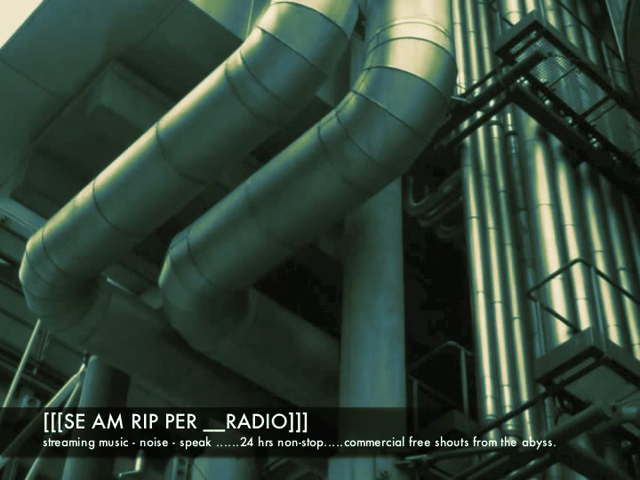 [[[SE AM RIP PER __RADIO]]]
streaming music - noise - speak ......24 hrs non-stop.....commercial free shouts from the abyss.